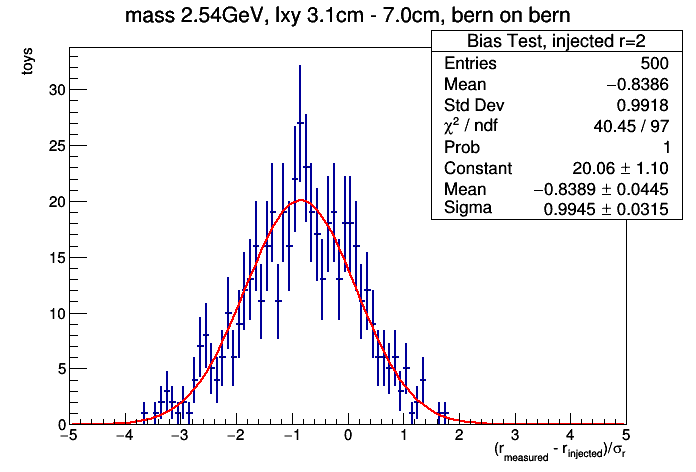 mass 2.54GeV, lxy 3.1cm - 7.0cm, bern on bern
Bias Test, injected r=2
Entries 500
Mean −0.8386
Std Dev 0.9918
χ² / ndf 40.45 / 97
Prob 1
Constant 20.06 ± 1.10
Mean −0.8389 ± 0.0445
Sigma 0.9945 ± 0.0315
toys
30
25
20
15
10
5
0
−5 −4 −3 −2 −1 0 1 2 3 4 5
(r_measured - r_injected)/σ_r